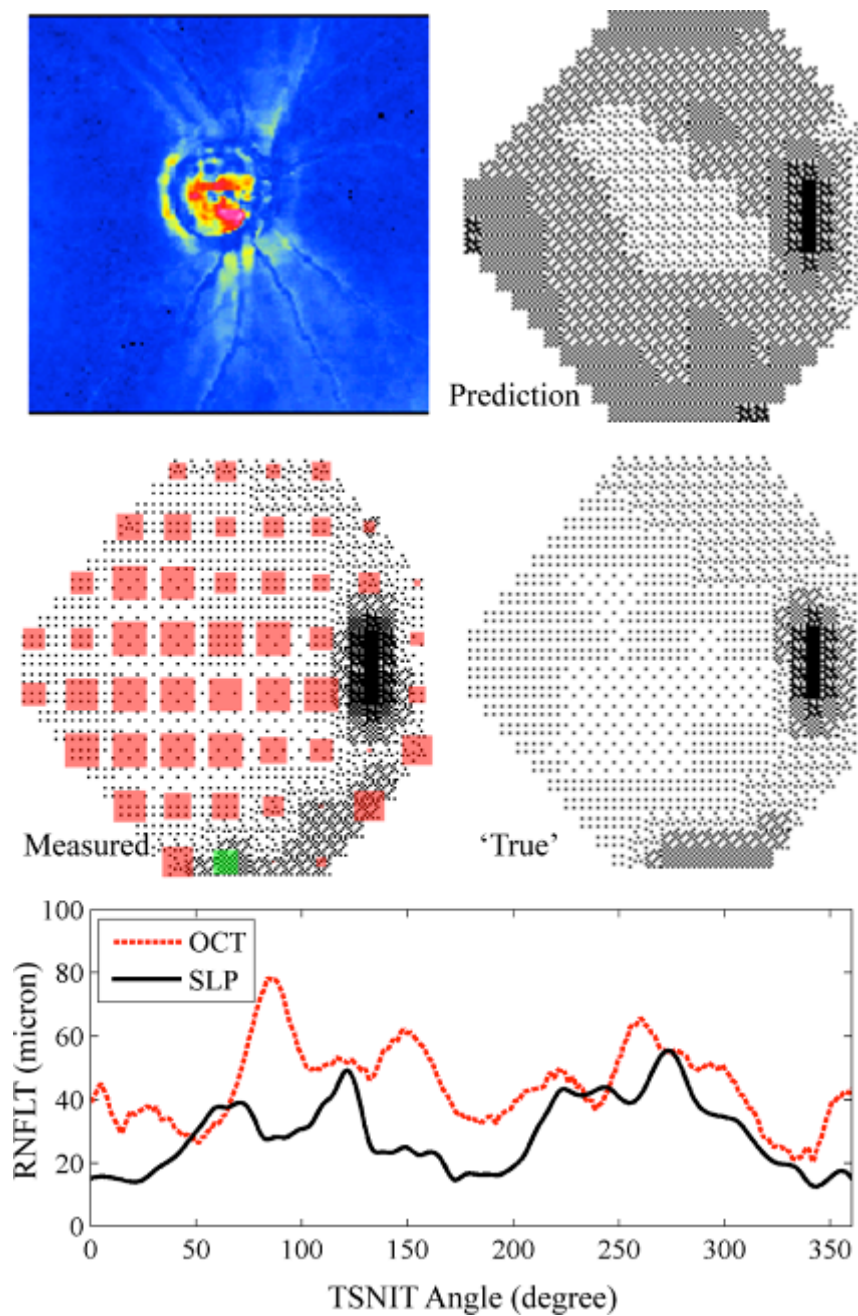 Prediction
Measured
‘True’
100
80
60
40
20
0
RNFLT (micron)
OCT
SLP
0 50 100 150 200 250 300 350
TSNIT Angle (degree)